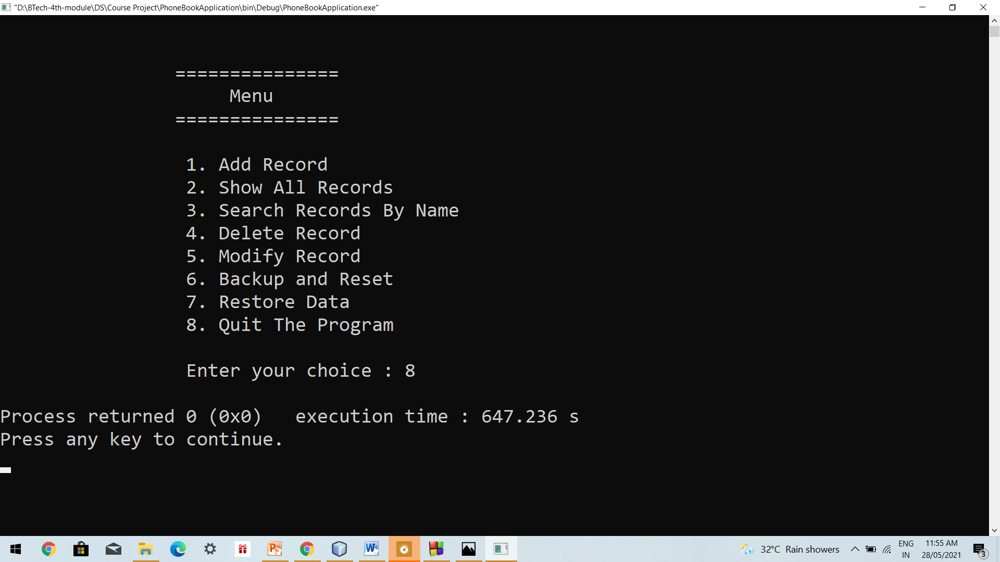 "D:\BTech-4th-module\DS\Course Project\PhoneBookApplication\bin\Debug\PhoneBookApplication.exe"
===============
Menu
===============
1. Add Record
2. Show All Records
3. Search Records By Name
4. Delete Record
5. Modify Record
6. Backup and Reset
7. Restore Data
8. Quit The Program
Enter your choice : 8
Process returned 0 (0x0)   execution time : 647.236 s
Press any key to continue.
32°C Rain showers
ENG
IN
11:55 AM
28/05/2021
3